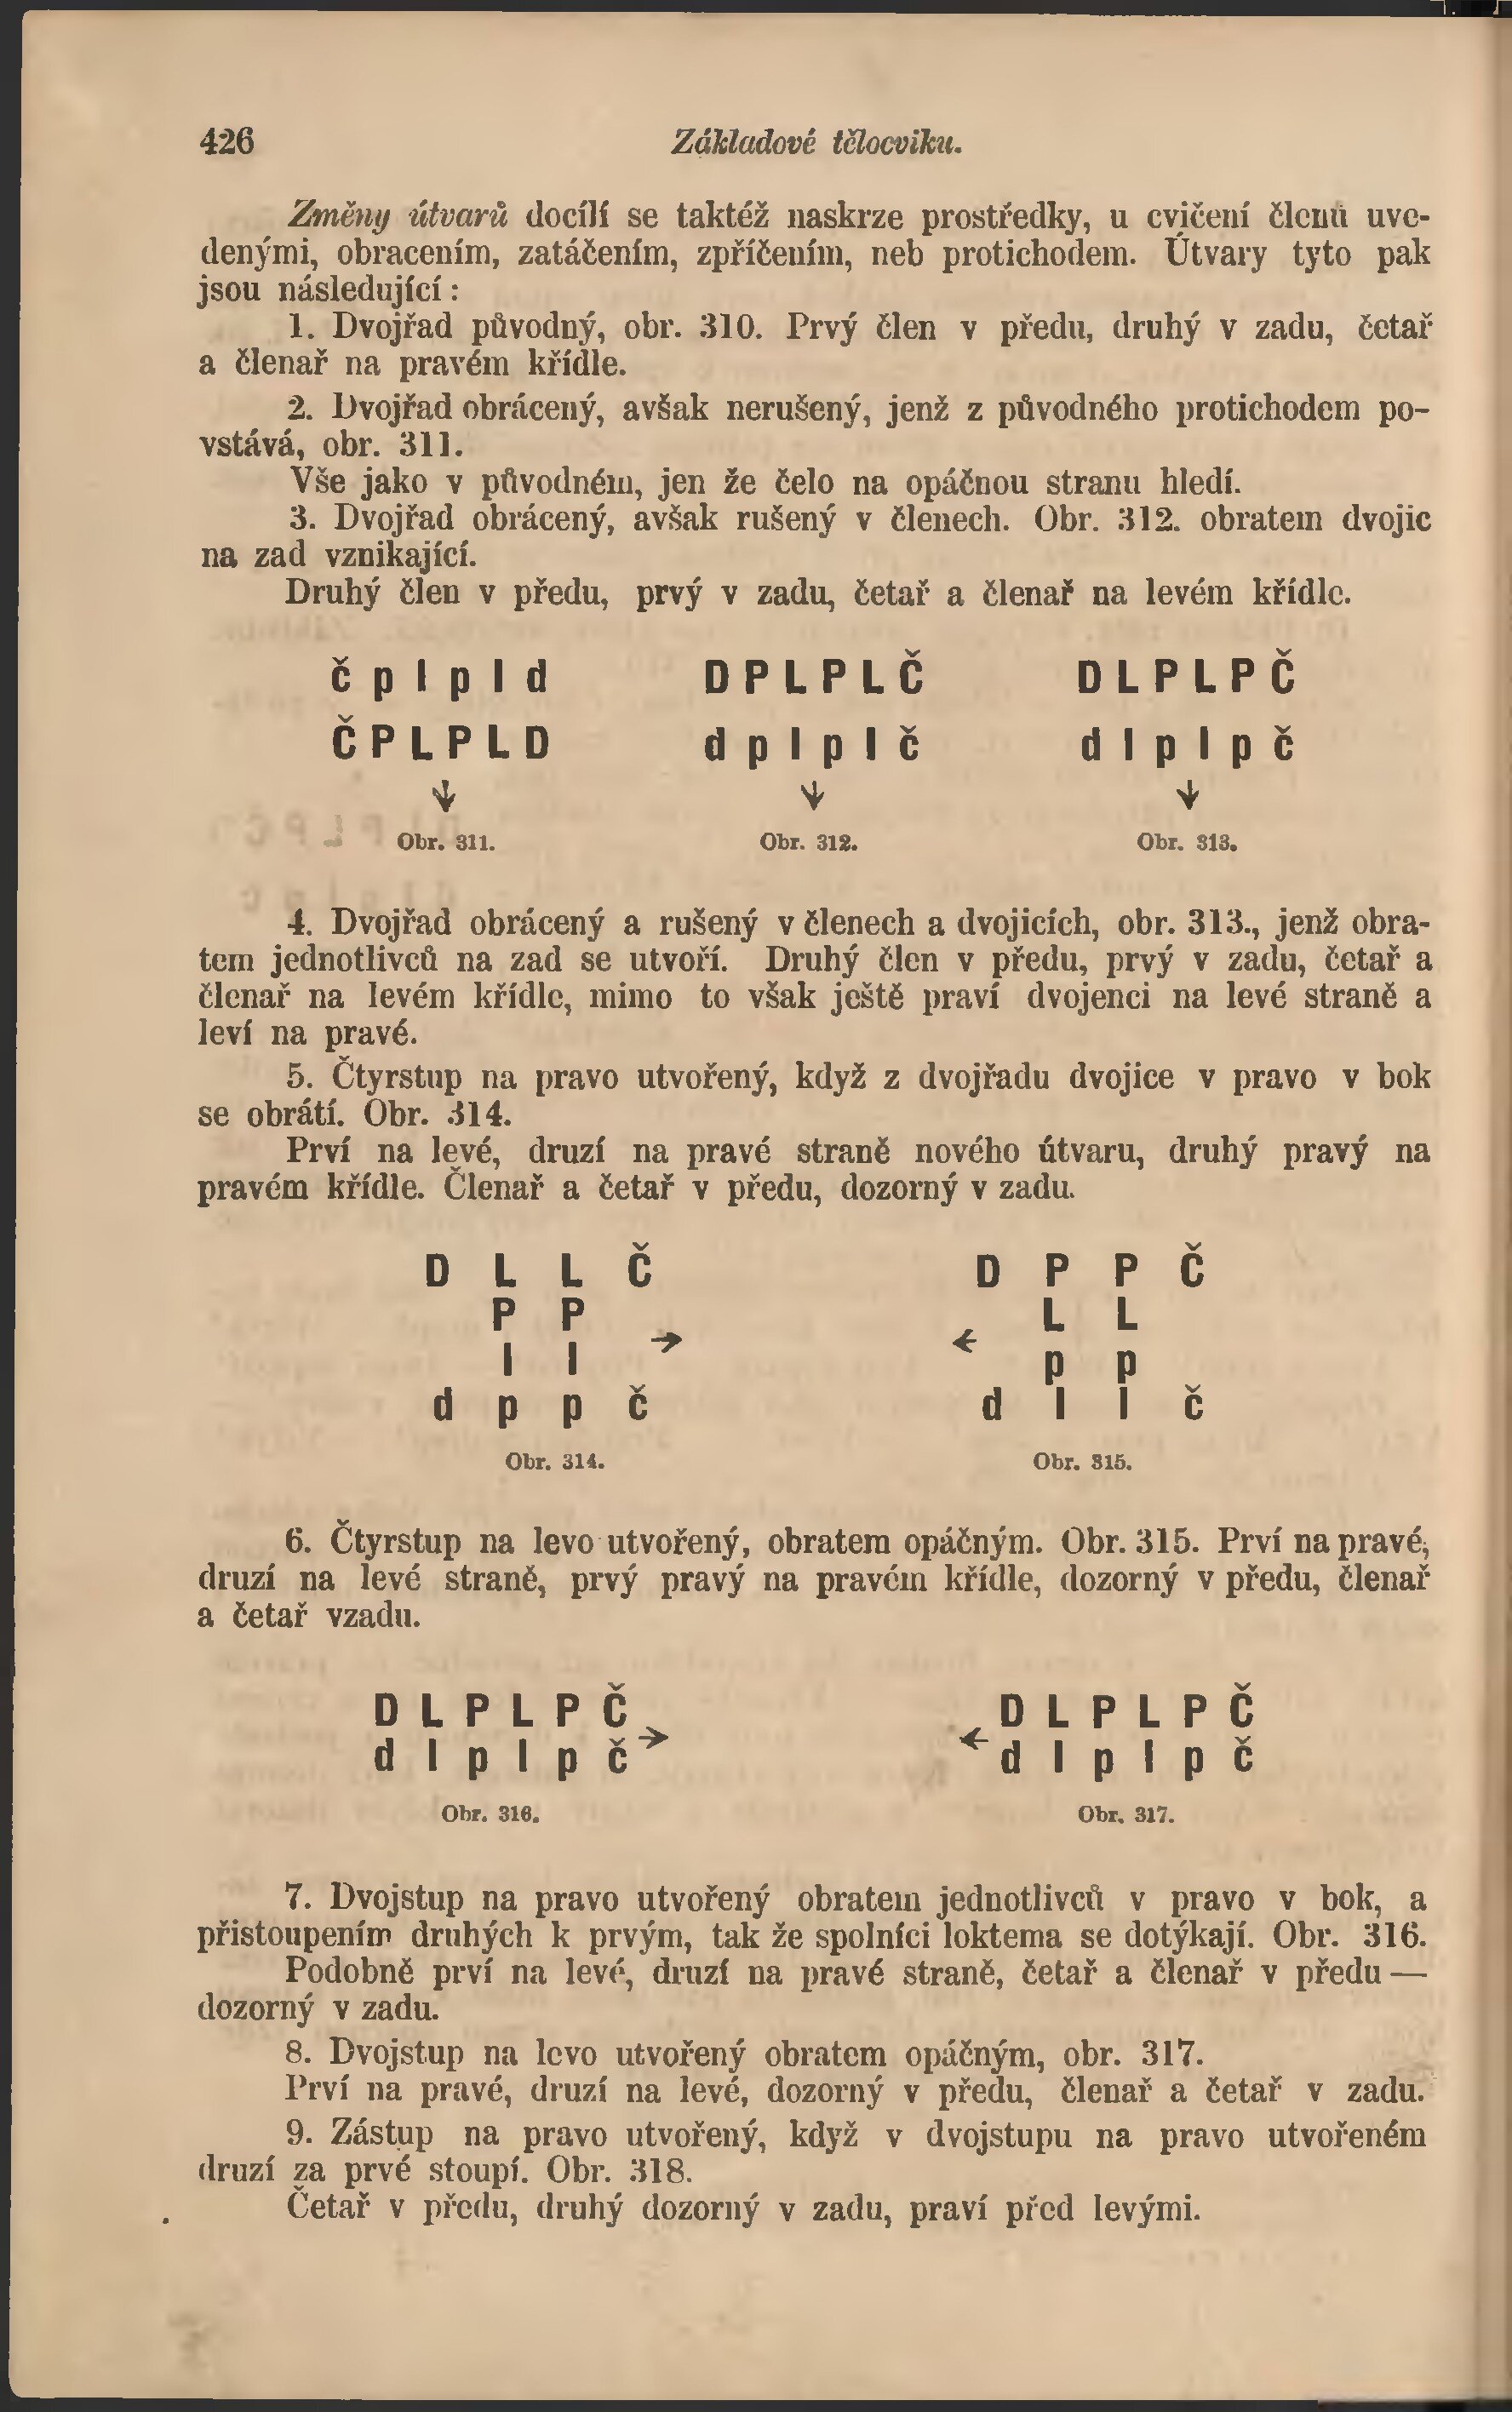 426 Základové tělocviku.
Změny útvarů docílí se taktéž naskrze prostředky, u cvičení členů uve-
denými, obracením, zatáčením, zpříčením, neb protichodem. Útvary tyto pak
jsou následující:
1. Dvojřad původný, obr. 310. Prvý člen v předu, druhý v zadu, četař
a členař na pravém křídle.
2. Dvojřad obrácený, avšak nerušený, jenž z původného protichodem po-
vstává, obr. 311.
Vše jako v původném, jen že čelo na opáčnou stranu hledí.
3. Dvojřad obrácený, avšak rušený v členech. Obr. 312. obratem dvojic
na zad vznikající.
Druhý člen v předu, prvý v zadu, četař a členař na levém křídle.
č p l p l d D P L P L Č D L P L P Č
Č P L P L D d p l p l č d l p l p č
↓ ↓ ↓
Obr. 311. Obr. 312. Obr. 313.
4. Dvojřad obrácený a rušený v členech a dvojicích, obr. 313., jenž obra-
tem jednotlivců na zad se utvoří. Druhý člen v předu, prvý v zadu, četař a
členař na levém křídle, mimo to však ještě praví dvojenci na levé straně a
leví na pravé.
5. Čtyrstup na pravo utvořený, když z dvojřadu dvojice v pravo v bok
se obrátí. Obr. 314.
Prví na levé, druzí na pravé straně nového útvaru, druhý pravý na
pravém křídle. Členař a četař v předu, dozorný v zadu.
D L L Č D P P Č
P P L L
l l → ← p p
d p p č d l l č
Obr. 314. Obr. 315.
6. Čtyrstup na levo utvořený, obratem opáčným. Obr. 315. Prví na pravé,
druzí na levé straně, prvý pravý na pravém křídle, dozorný v předu, členař
a četař vzadu.
D L P L P Č D L P L P Č
d l p l p č → ← d l p l p č
Obr. 316. Obr. 317.
7. Dvojstup na pravo utvořený obratem jednotlivců v pravo v bok, a
přistoupením druhých k prvým, tak že spolníci loktema se dotýkají. Obr. 316.
Podobně prví na levé, druzí na pravé straně, četař a členař v předu —
dozorný v zadu.
8. Dvojstup na levo utvořený obratem opáčným, obr. 317.
Prví na pravé, druzí na levé, dozorný v předu, členař a četař v zadu.
9. Zástup na pravo utvořený, když v dvojstupu na pravo utvořeném
druzí za prvé stoupí. Obr. 318.
Četař v předu, druhý dozorný v zadu, praví před levými.